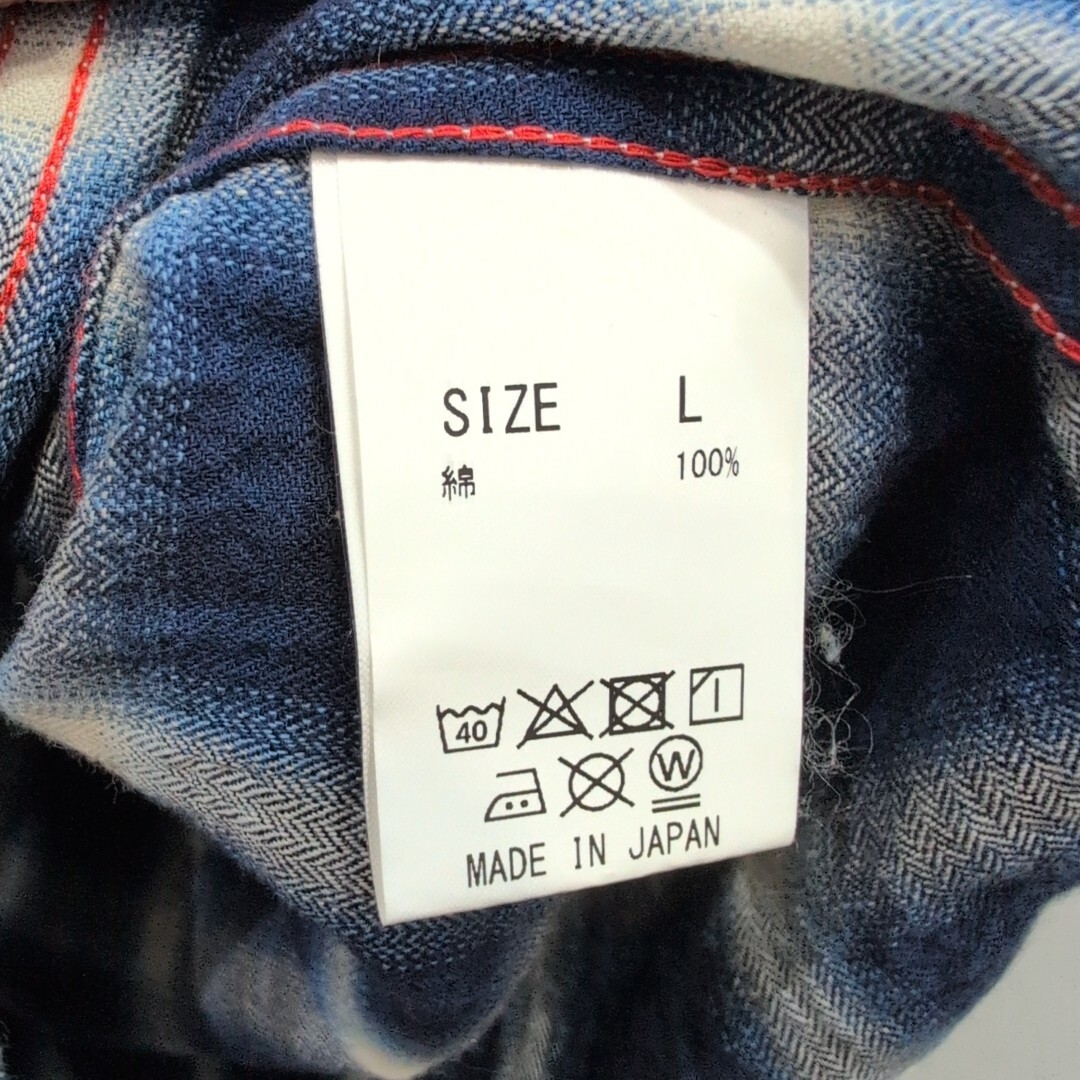 SIZE L
綿 100%
40
W
MADE IN JAPAN